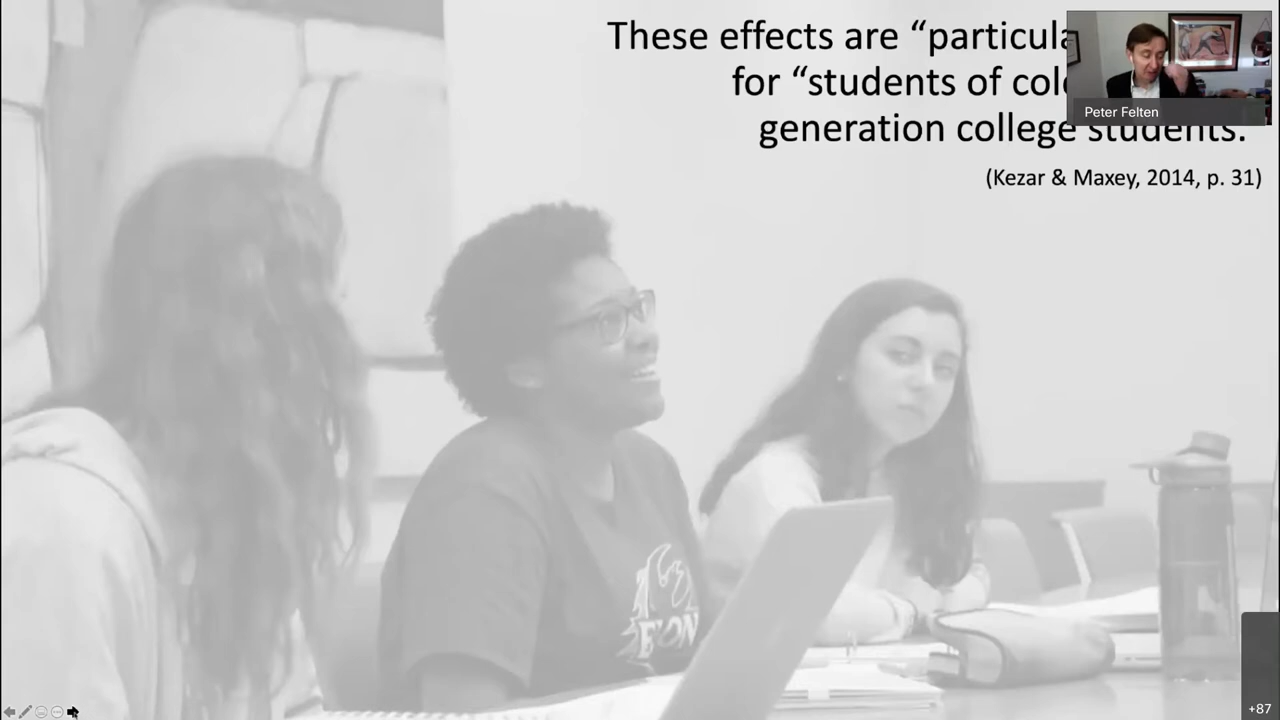 These effects are “particula
for “students of col
generation college students.”
(Kezar & Maxey, 2014, p. 31)
Peter Felten
ELON
+87